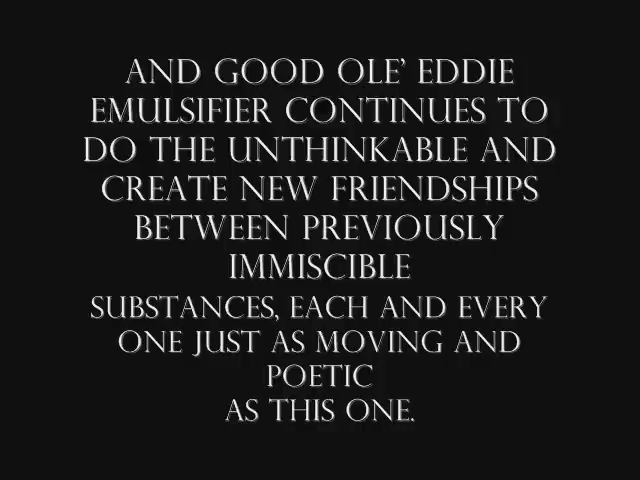 AND GOOD OLE' EDDIE
EMULSIFIER CONTINUES TO
DO THE UNTHINKABLE AND
CREATE NEW FRIENDSHIPS
BETWEEN PREVIOUSLY
IMMISCIBLE
SUBSTANCES, EACH AND EVERY
ONE JUST AS MOVING AND
POETIC
AS THIS ONE.